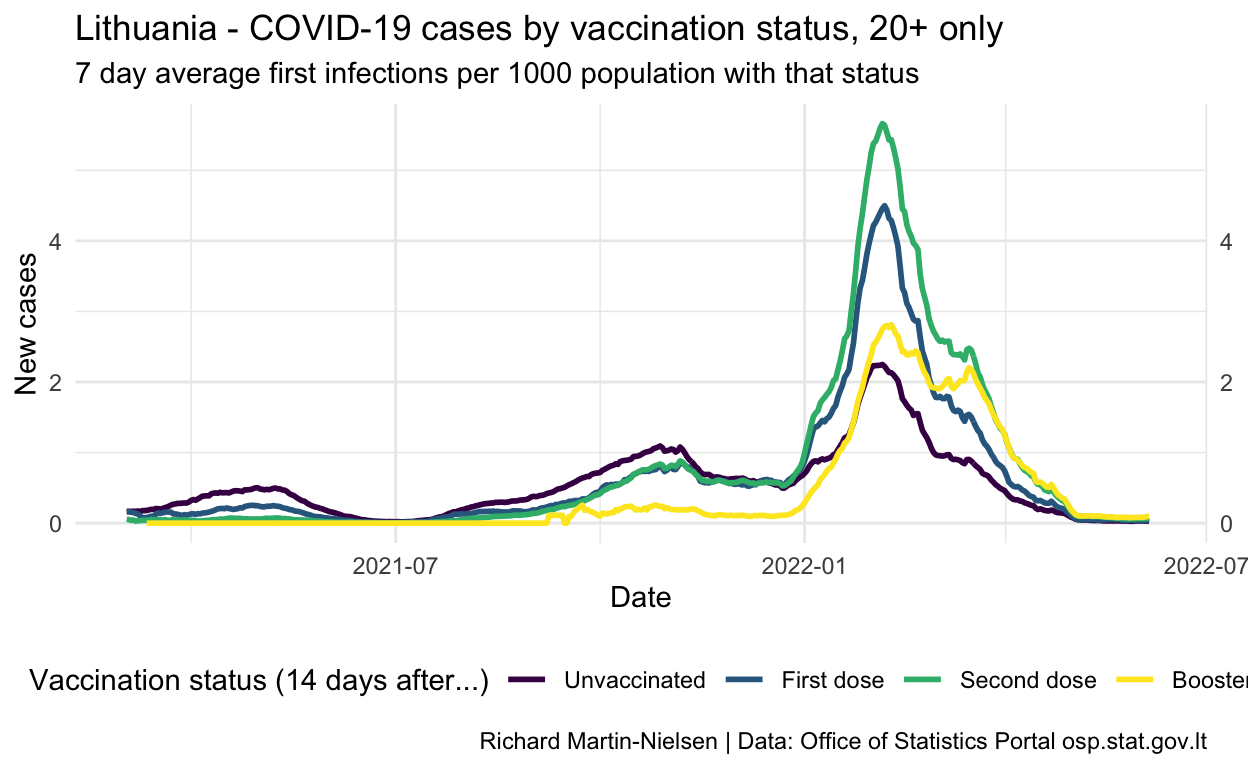 Lithuania - COVID-19 cases by vaccination status, 20+ only
7 day average first infections per 1000 population with that status
New cases
4
2
0
4
2
0
2021-07
2022-01
2022-07
Date
Vaccination status (14 days after...) Unvaccinated First dose Second dose Booster
Richard Martin-Nielsen | Data: Office of Statistics Portal osp.stat.gov.lt